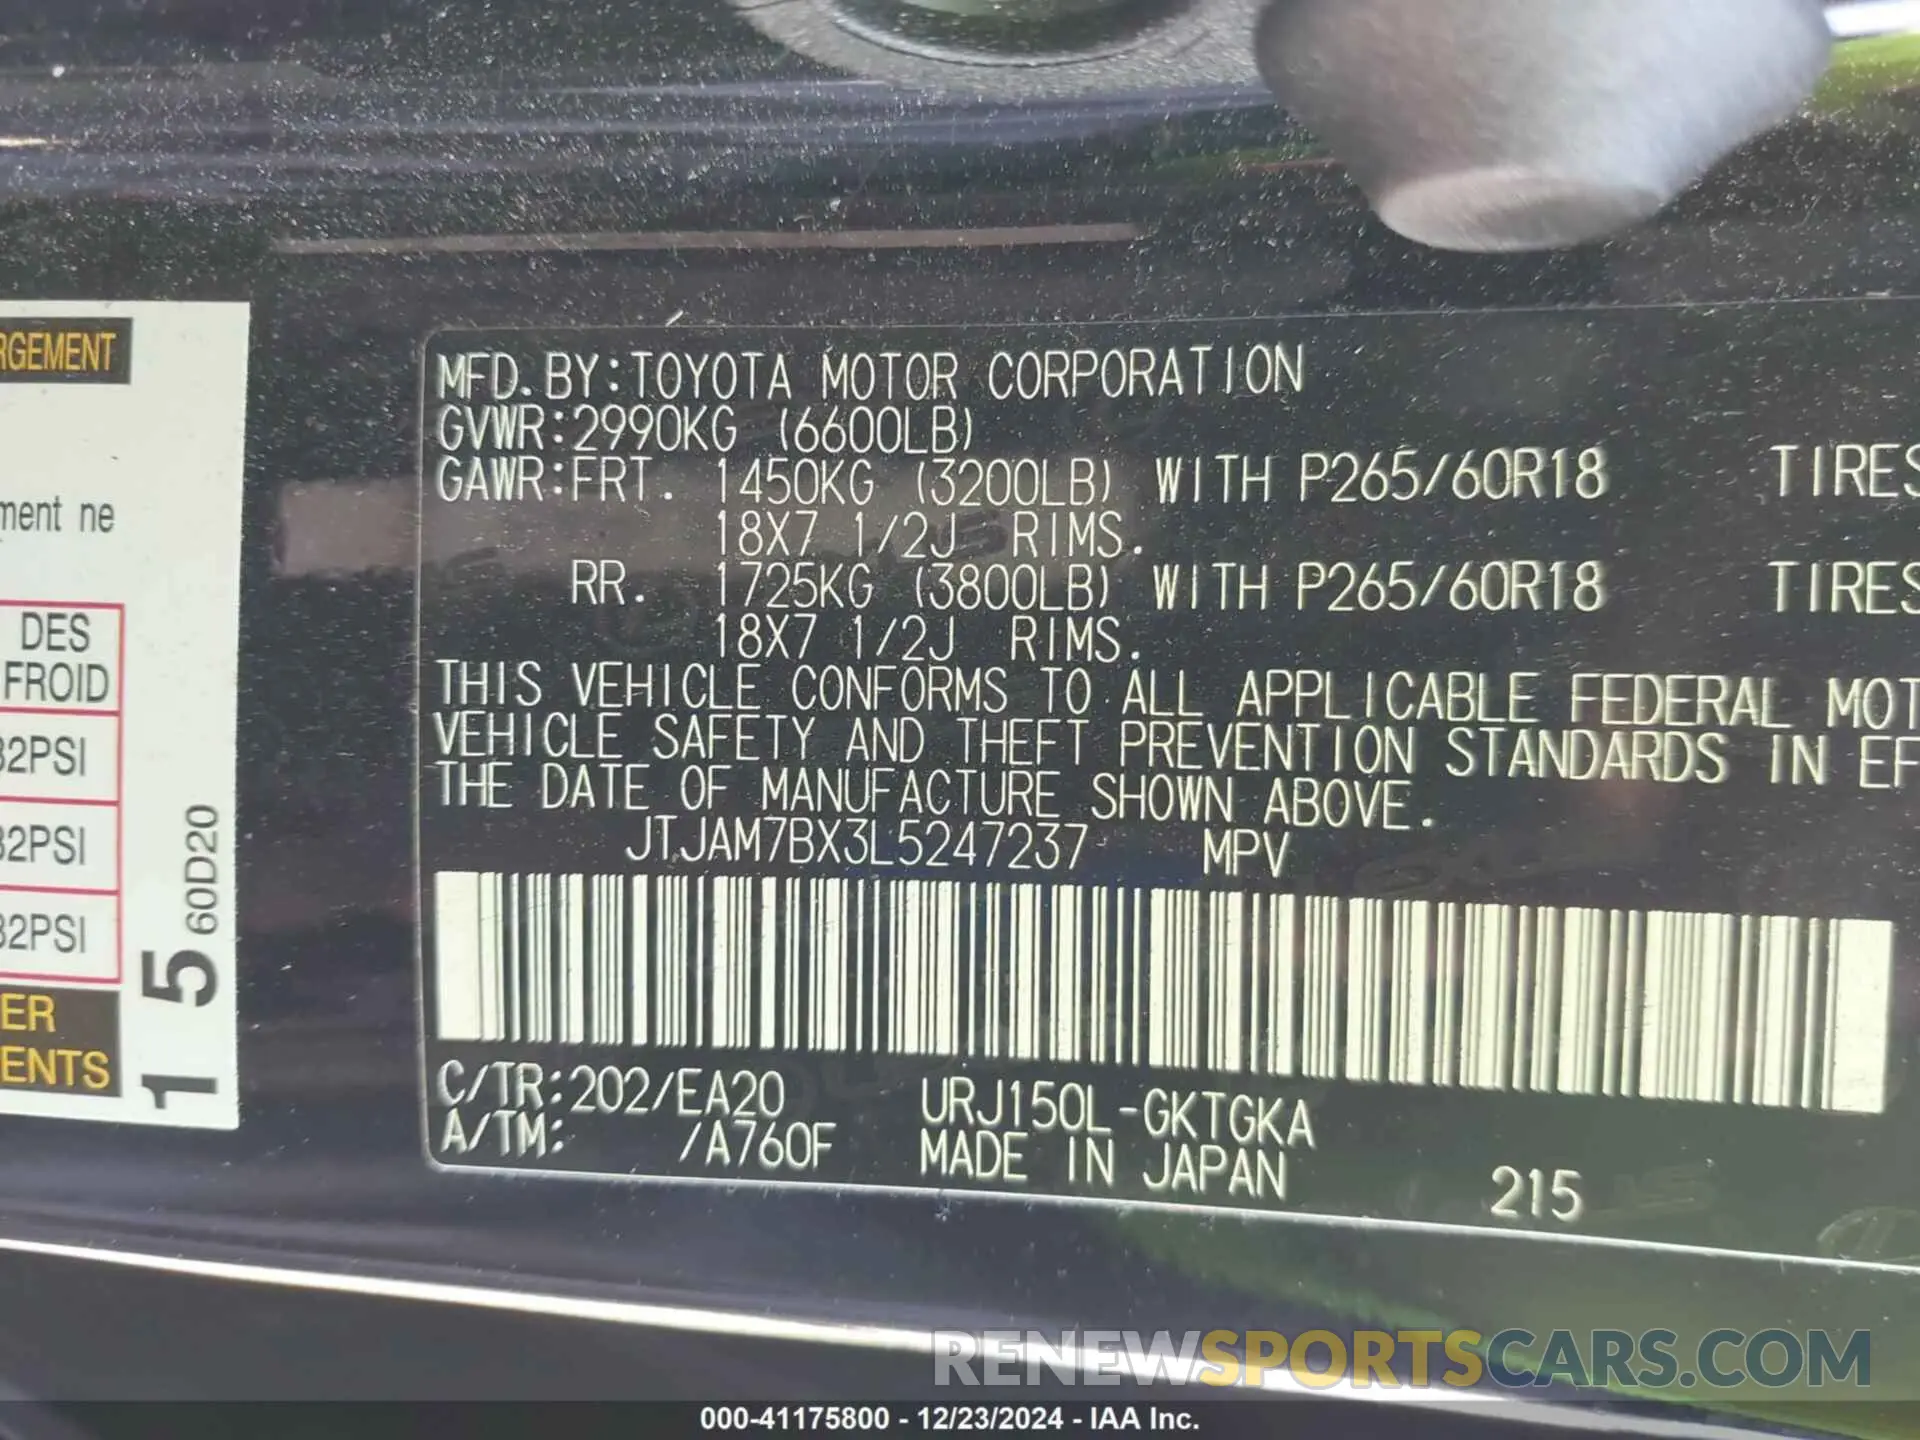 RGEMENT
ment ne
DES
FROID
32PSI
32PSI
32PSI
ER
ENTS
15 60D20
MFD.BY:TOYOTA MOTOR CORPORATION
GVWR:2990KG (6600LB)
GAWR:FRT. 1450KG (3200LB) WITH P265/60R18 TIRES
18X7 1/2J RIMS.
RR. 1725KG (3800LB) WITH P265/60R18 TIRES
18X7 1/2J RIMS.
THIS VEHICLE CONFORMS TO ALL APPLICABLE FEDERAL MOT
VEHICLE SAFETY AND THEFT PREVENTION STANDARDS IN EF
THE DATE OF MANUFACTURE SHOWN ABOVE.
JTJAM7BX3L5247237 MPV
C/TR:202/EA20 URJ150L-GKTGKA
A/TM: /A760F MADE IN JAPAN 215
RENEWSPORTSCARS.COM
000-41175800 - 12/23/2024 - IAA Inc.